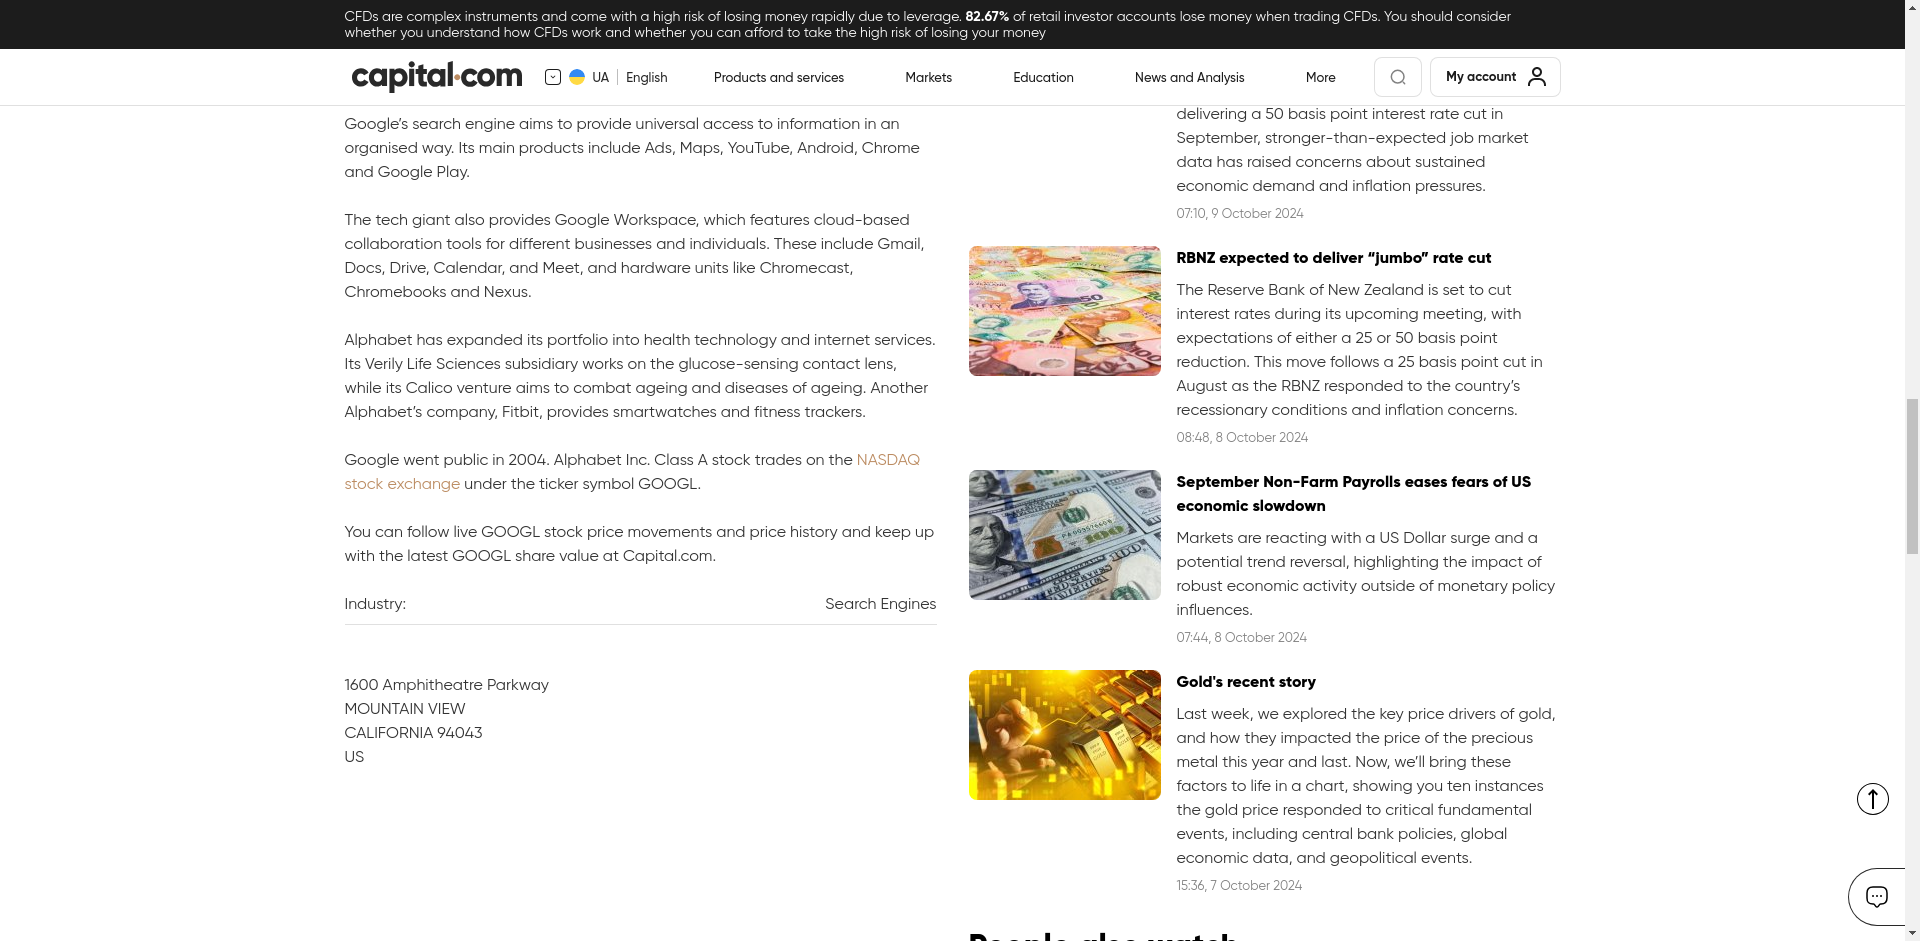 CFDs are complex instruments and come with a high risk of losing money rapidly due to leverage. 82.67% of retail investor accounts lose money when trading CFDs. You should consider
whether you understand how CFDs work and whether you can afford to take the high risk of losing your money
capital.com
UA
English
Products and services
Markets
Education
News and Analysis
More
My account
Google’s search engine aims to provide universal access to information in an
organised way. Its main products include Ads, Maps, YouTube, Android, Chrome
and Google Play.
The tech giant also provides Google Workspace, which features cloud-based
collaboration tools for different businesses and individuals. These include Gmail,
Docs, Drive, Calendar, and Meet, and hardware units like Chromecast,
Chromebooks and Nexus.
Alphabet has expanded its portfolio into health technology and internet services.
Its Verily Life Sciences subsidiary works on the glucose-sensing contact lens,
while its Calico venture aims to combat ageing and diseases of ageing. Another
Alphabet’s company, Fitbit, provides smartwatches and fitness trackers.
Google went public in 2004. Alphabet Inc. Class A stock trades on the NASDAQ
stock exchange under the ticker symbol GOOGL.
You can follow live GOOGL stock price movements and price history and keep up
with the latest GOOGL share value at Capital.com.
Industry:
Search Engines
1600 Amphitheatre Parkway
MOUNTAIN VIEW
CALIFORNIA 94043
US
delivering a 50 basis point interest rate cut in
September, stronger-than-expected job market
data has raised concerns about sustained
economic demand and inflation pressures.
07:10, 9 October 2024
RBNZ expected to deliver “jumbo” rate cut
The Reserve Bank of New Zealand is set to cut
interest rates during its upcoming meeting, with
expectations of either a 25 or 50 basis point
reduction. This move follows a 25 basis point cut in
August as the RBNZ responded to the country’s
recessionary conditions and inflation concerns.
08:48, 8 October 2024
September Non-Farm Payrolls eases fears of US
economic slowdown
Markets are reacting with a US Dollar surge and a
potential trend reversal, highlighting the impact of
robust economic activity outside of monetary policy
influences.
07:44, 8 October 2024
Gold's recent story
Last week, we explored the key price drivers of gold,
and how they impacted the price of the precious
metal this year and last. Now, we’ll bring these
factors to life in a chart, showing you ten instances
the gold price responded to critical fundamental
events, including central bank policies, global
economic data, and geopolitical events.
15:36, 7 October 2024
People also watch